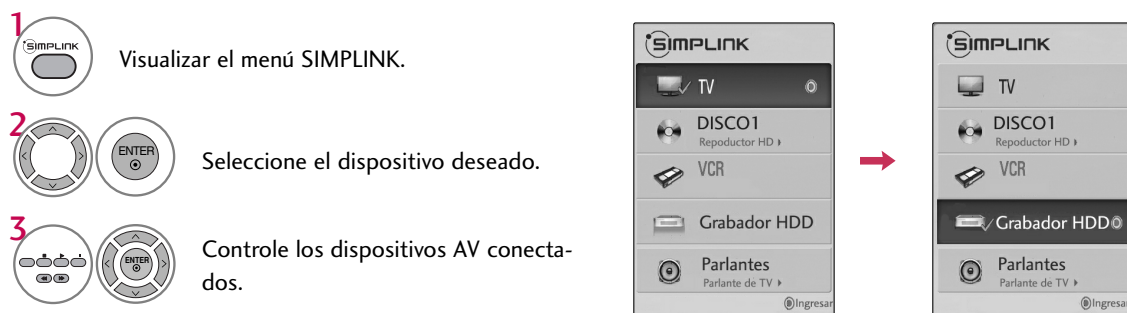 1
SIMPLINK
Visualizar el menú SIMPLINK.
2
ENTER
Seleccione el dispositivo deseado.
3
ENTER
Controle los dispositivos AV conecta-
dos.
SIMPLINK
TV
DISCO1
Repoductor HD
VCR
Grabador HDD
Parlantes
Parlante de TV
Ingresar
SIMPLINK
TV
DISCO1
Repoductor HD
VCR
Grabador HDD
Parlantes
Parlante de TV
Ingresar